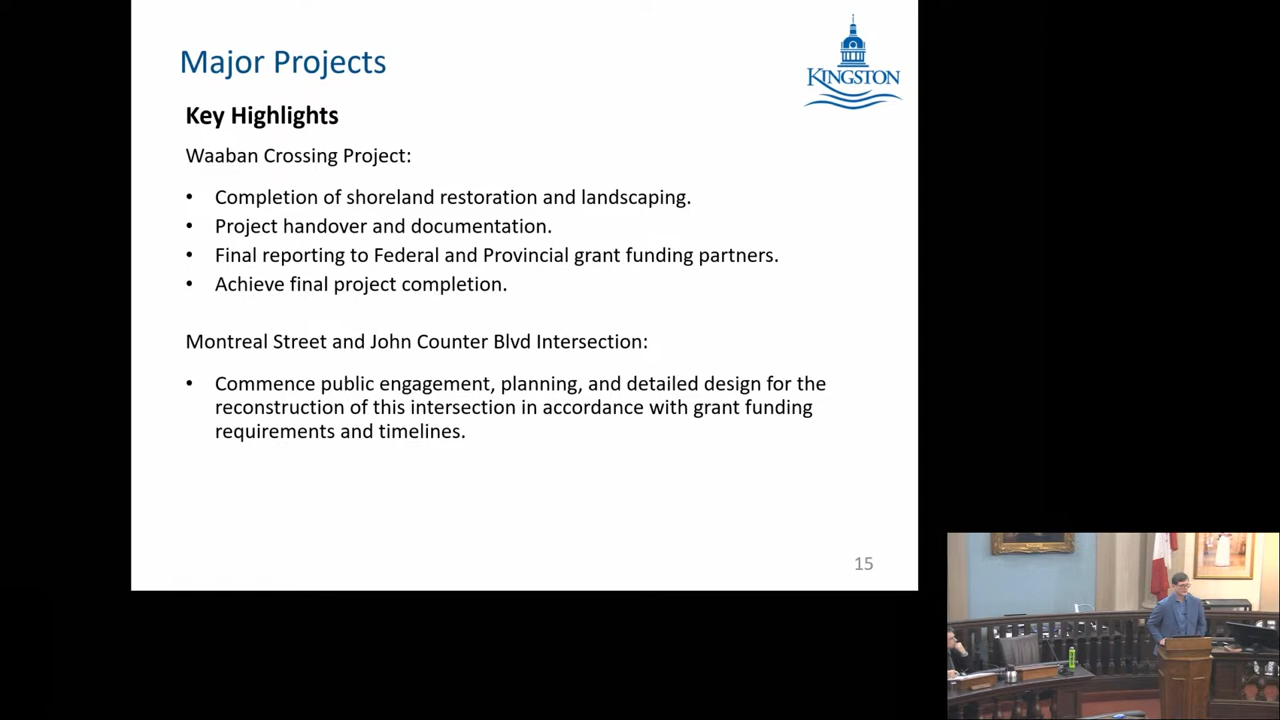 Major Projects
KINGSTON
Key Highlights
Waaban Crossing Project:
• Completion of shoreland restoration and landscaping.
• Project handover and documentation.
• Final reporting to Federal and Provincial grant funding partners.
• Achieve final project completion.
Montreal Street and John Counter Blvd Intersection:
• Commence public engagement, planning, and detailed design for the
reconstruction of this intersection in accordance with grant funding
requirements and timelines.
15